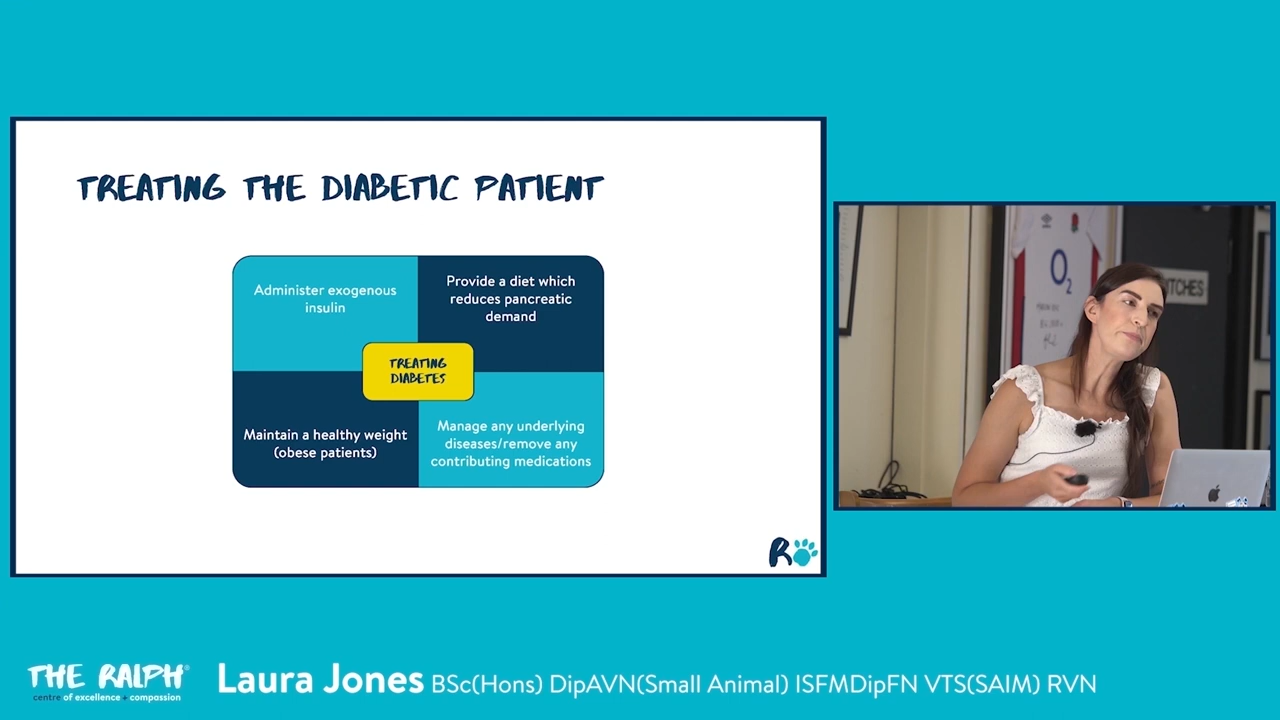 TREATING THE DIABETIC PATIENT
Administer exogenous
insulin
Provide a diet which
reduces pancreatic
demand
TREATING
DIABETES
Maintain a healthy weight
(obese patients)
Manage any underlying
diseases/remove any
contributing medications
R
O2
ITCHES
THE RALPH®
centre of excellence + compassion
Laura Jones BSc(Hons) DipAVN(Small Animal) ISFMDipFN VTS(SAIM) RVN